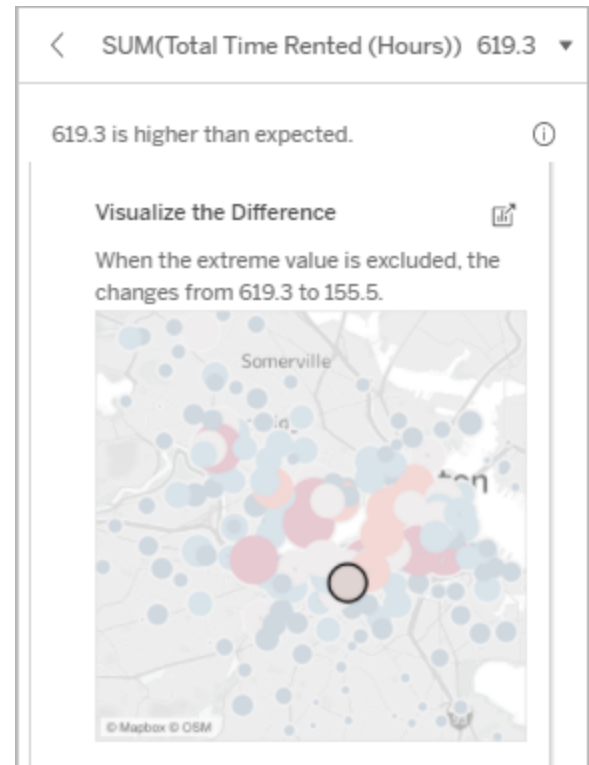 SUM(Total Time Rented (Hours)) 619.3
619.3 is higher than expected.
Visualize the Difference
When the extreme value is excluded, the
changes from 619.3 to 155.5.
Somerville
© Mapbox © OSM